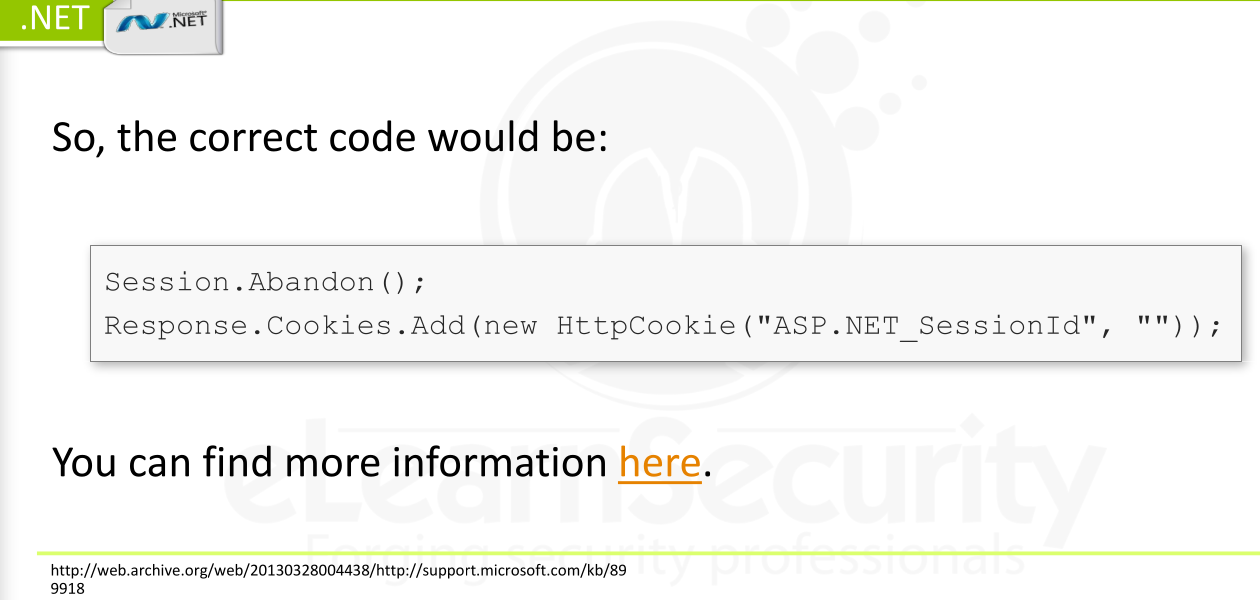 .NET
Microsoft
.NET
So, the correct code would be:
Session.Abandon();
Response.Cookies.Add(new HttpCookie("ASP.NET_SessionId", ""));
You can find more information here.
eLearnSecurity
Forging security professionals
http://web.archive.org/web/20130328004438/http://support.microsoft.com/kb/89
9918